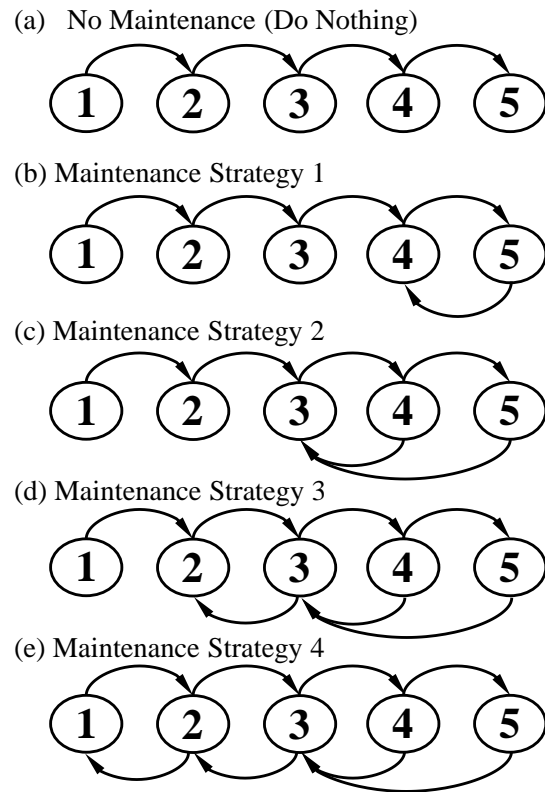 (a) No Maintenance (Do Nothing)
1 2 3 4 5
(b) Maintenance Strategy 1
1 2 3 4 5
(c) Maintenance Strategy 2
1 2 3 4 5
(d) Maintenance Strategy 3
1 2 3 4 5
(e) Maintenance Strategy 4
1 2 3 4 5